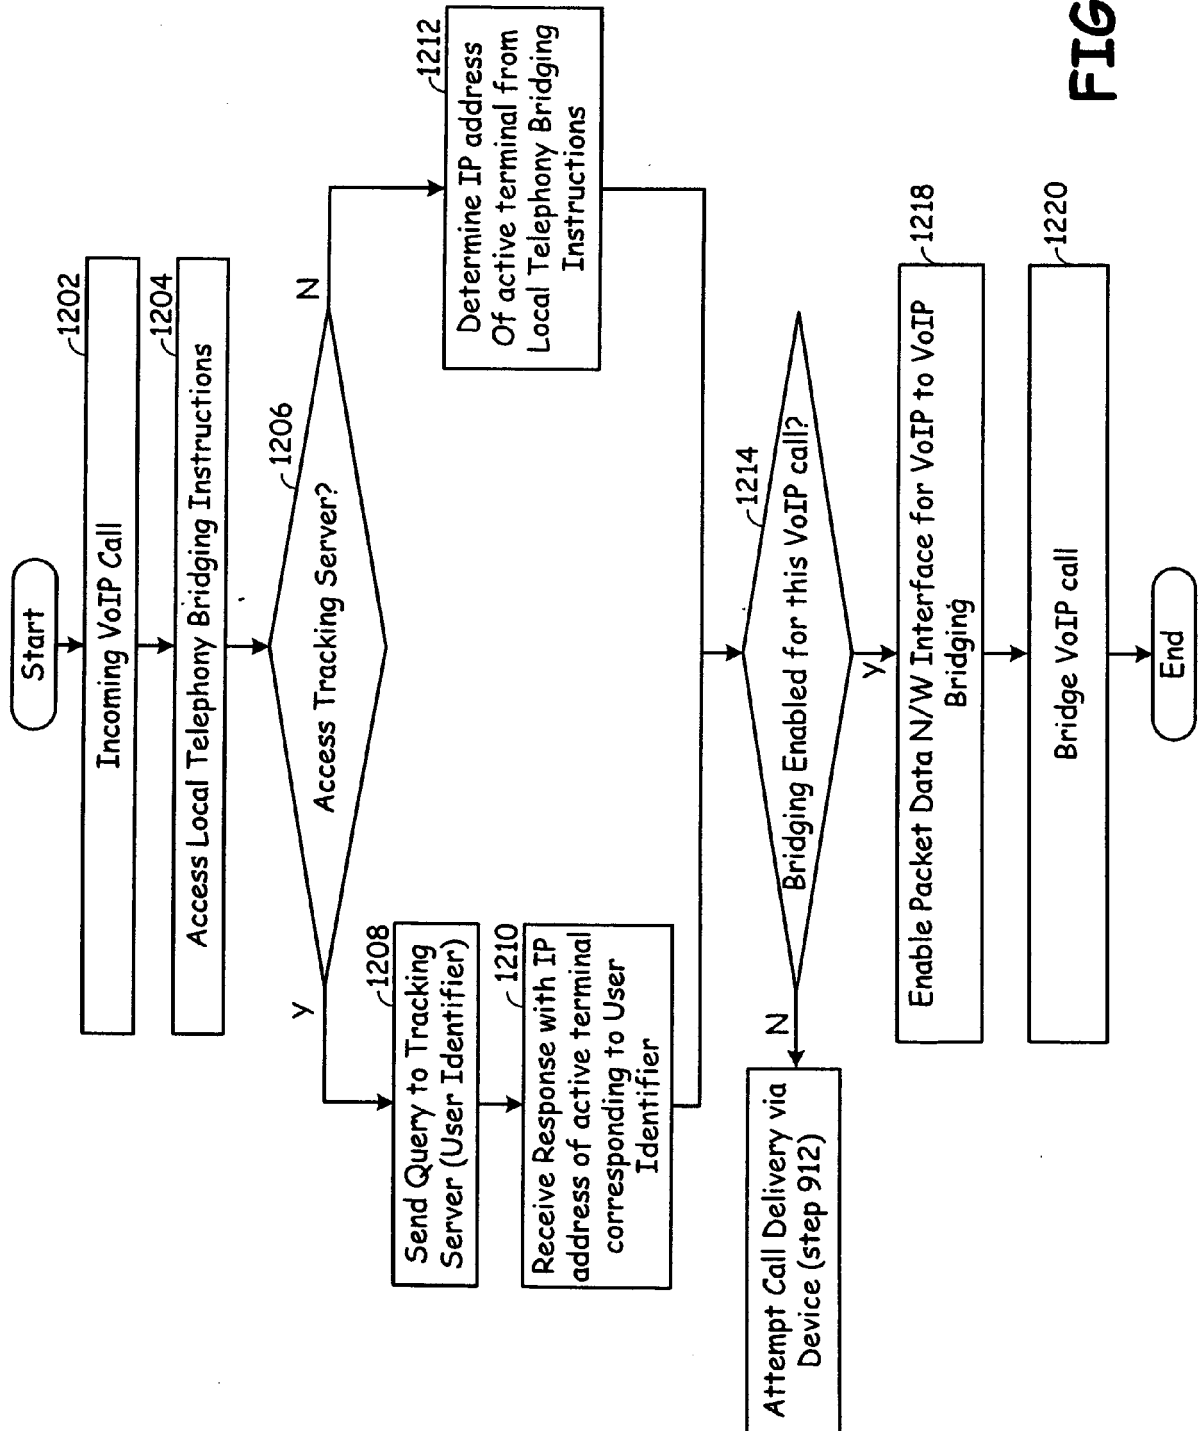 Start
1202
Incoming VoIP Call
1204
Access Local Telephony Bridging Instructions
1206
Access Tracking Server?
Y
N
1208
Send Query to Tracking
Server (User Identifier)
1210
Receive Response with IP
address of active terminal
corresponding to User
Identifier
1212
Determine IP address
Of active terminal from
Local Telephony Bridging
Instructions
1214
Bridging Enabled for this VoIP call?
N
Y
Attempt Call Delivery via
Device (step 912)
1218
Enable Packet Data N/W Interface for VoIP to VoIP
Bridging
1220
Bridge VoIP call
End
FIG